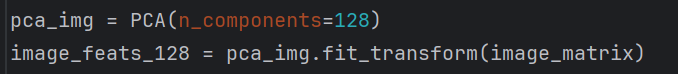 pca_img = PCA(n_components=128)
image_feats_128 = pca_img.fit_transform(image_matrix)